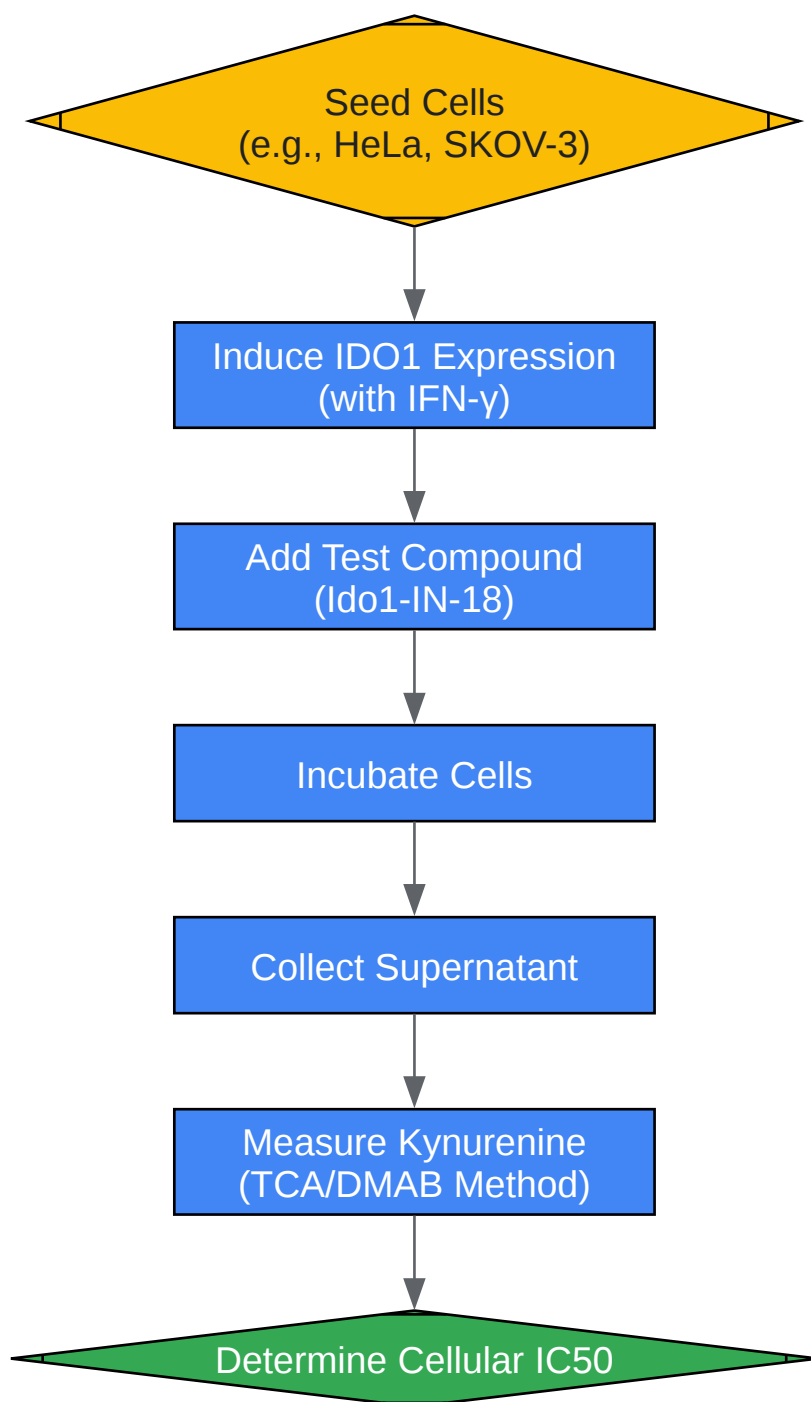 Seed Cells
(e.g., HeLa, SKOV-3)
Induce IDO1 Expression
(with IFN-γ)
Add Test Compound
(Ido1-IN-18)
Incubate Cells
Collect Supernatant
Measure Kynurenine
(TCA/DMAB Method)
Determine Cellular IC50